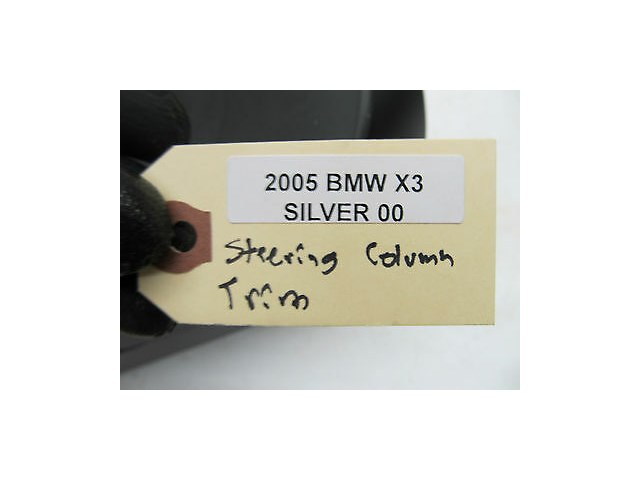 2005 BMW X3
SILVER 00
Steering Column
Trim